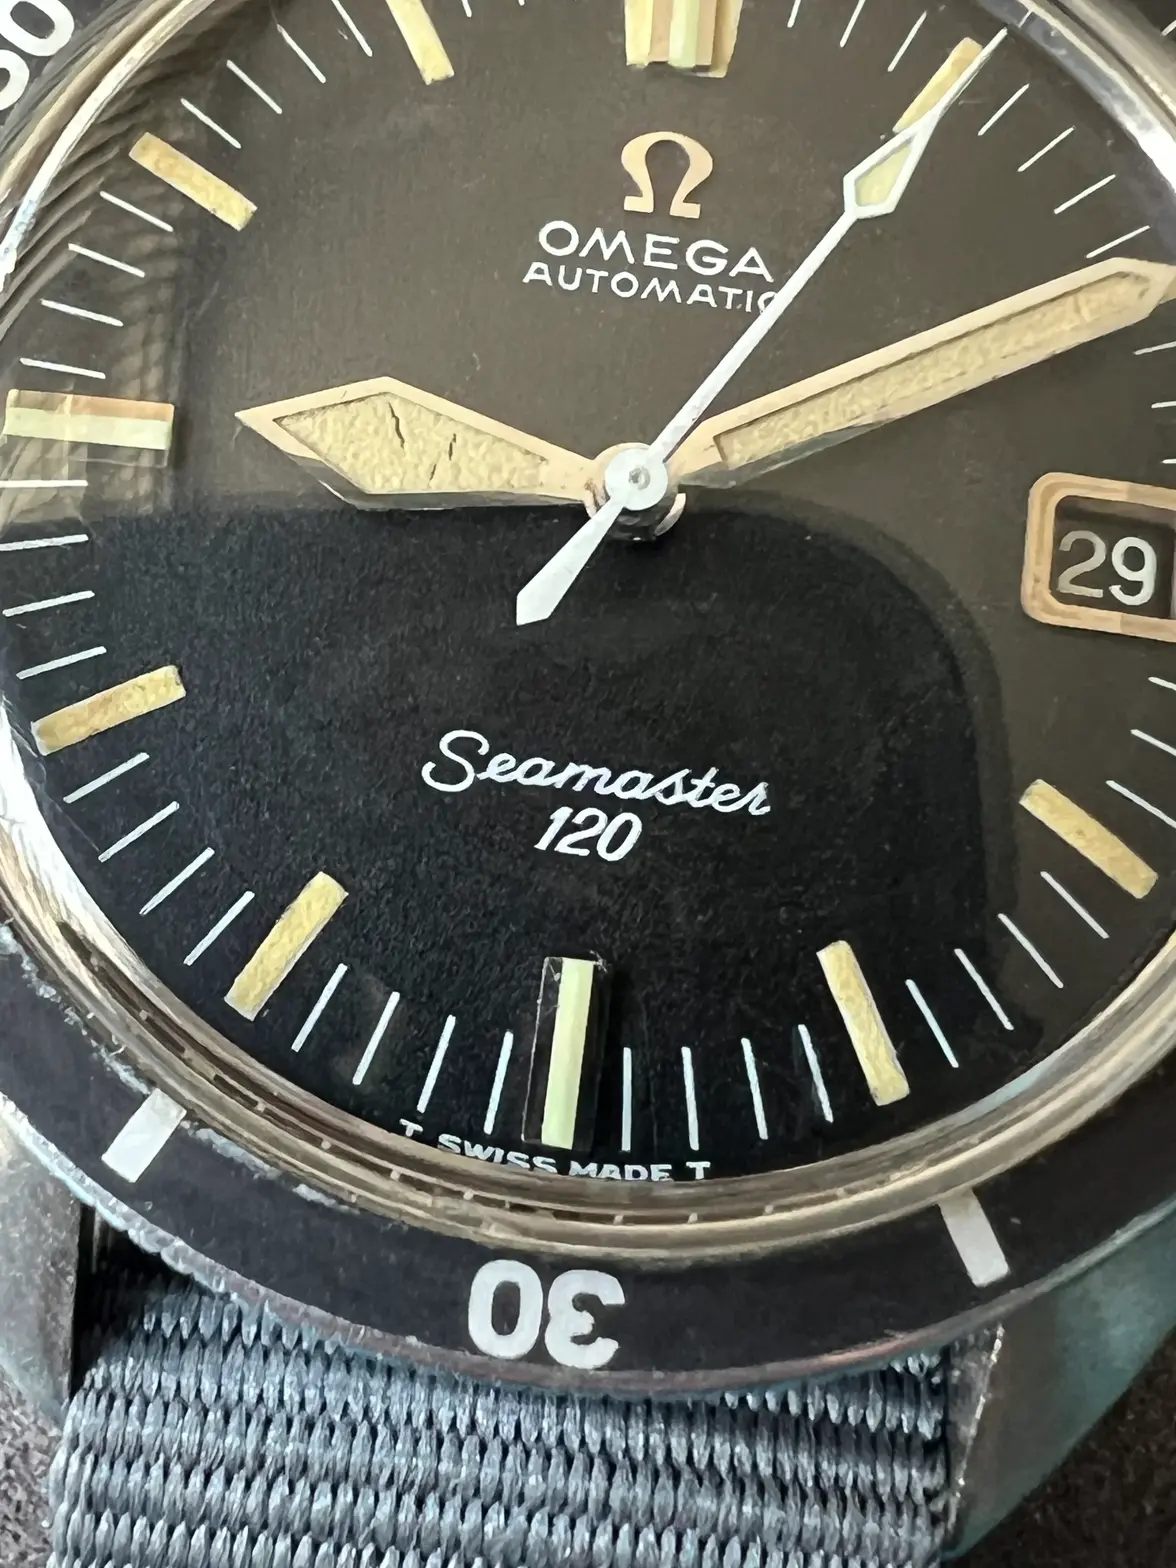 Ω
OMEGA
AUTOMATIC
29
Seamaster
120
T SWISS MADE T
30